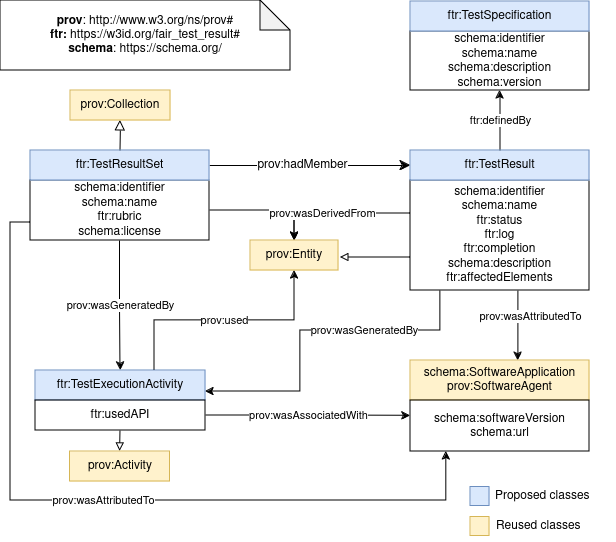 prov: http://www.w3.org/ns/prov#
ftr: https://w3id.org/fair_test_result#
schema: https://schema.org/
ftr:TestSpecification
schema:identifier
schema:name
schema:description
schema:version
prov:Collection
ftr:definedBy
ftr:TestResultSet
schema:identifier
schema:name
ftr:rubric
schema:license
prov:hadMember
ftr:TestResult
schema:identifier
schema:name
ftr:status
ftr:log
ftr:completion
schema:description
ftr:affectedElements
prov:wasDerivedFrom
prov:Entity
prov:wasGeneratedBy
prov:used
prov:wasGeneratedBy
prov:wasAttributedTo
ftr:TestExecutionActivity
ftr:usedAPI
prov:wasAssociatedWith
schema:SoftwareApplication
prov:SoftwareAgent
schema:softwareVersion
schema:url
prov:Activity
prov:wasAttributedTo
Proposed classes
Reused classes